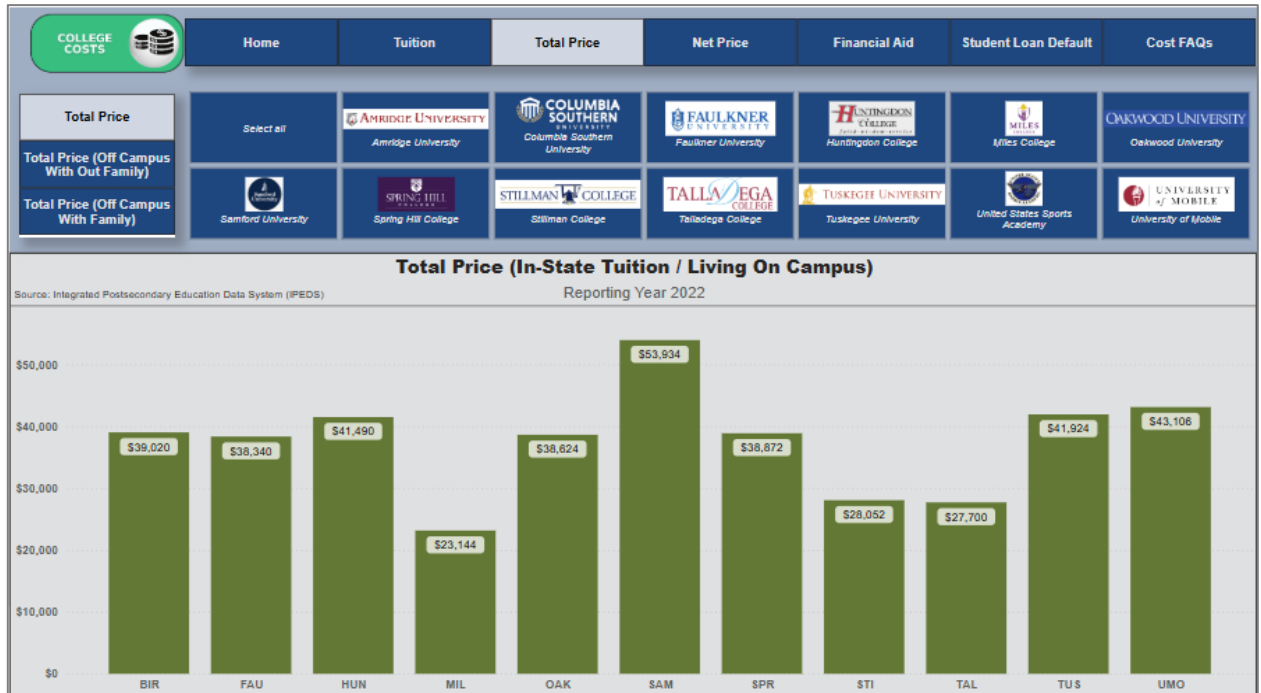 COLLEGE
COSTS
Home
Tuition
Total Price
Net Price
Financial Aid
Student Loan Default
Cost FAQs
Total Price
Total Price (Off Campus
With Out Family)
Total Price (Off Campus
With Family)
Select all
AMRIDGE UNIVERSITY
Amridge University
COLUMBIA
SOUTHERN
UNIVERSITY
Columbia Southern
University
FAULKNER
UNIVERSITY
Faulkner University
HUNTINGDON
COLLEGE
Huntingdon College
MILES
COLLEGE
Miles College
OAKWOOD UNIVERSITY
Oakwood University
Samford
University
Samford University
SPRING HILL
COLLEGE
Spring Hill College
STILLMAN COLLEGE
Stillman College
TALLADEGA
COLLEGE
Talladega College
TUSKEGEE UNIVERSITY
Tuskegee University
United States Sports
Academy
UNIVERSITY
of MOBILE
University of Mobile
Total Price (In-State Tuition / Living On Campus)
Source: Integrated Postsecondary Education Data System (IPEDS)
Reporting Year 2022
$50,000
$40,000
$30,000
$20,000
$10,000
$0
$39,020
$38,340
$41,490
$23,144
$38,624
$53,934
$38,872
$28,052
$27,700
$41,924
$43,106
BIR
FAU
HUN
MIL
OAK
SAM
SPR
STI
TAL
TUS
UMO